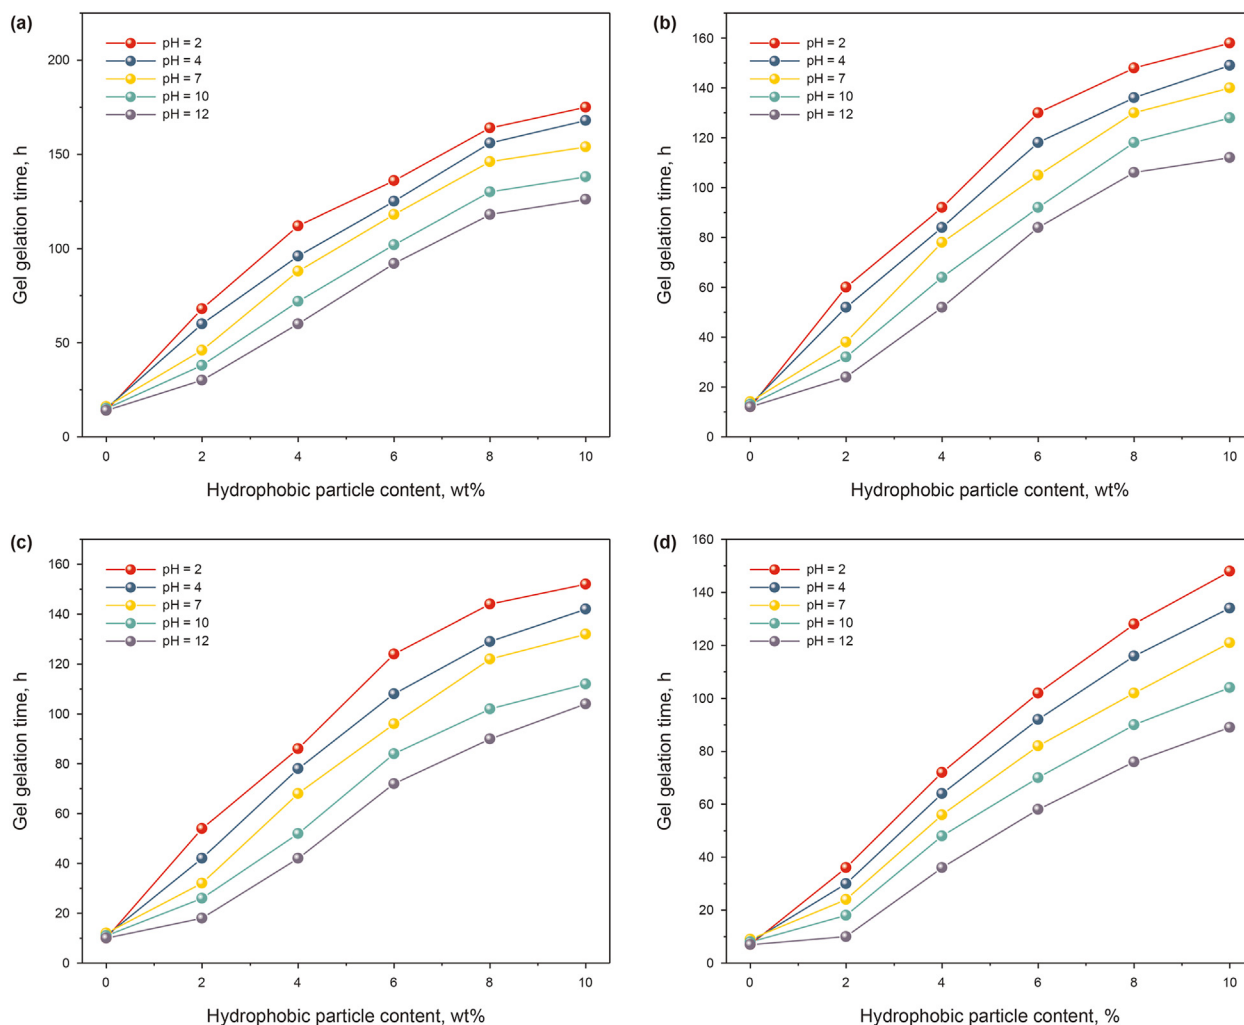 (a)
pH = 2
pH = 4
pH = 7
pH = 10
pH = 12
200
150
100
50
0
Gel gelation time, h
0 2 4 6 8 10
Hydrophobic particle content, wt%
(b)
pH = 2
pH = 4
pH = 7
pH = 10
pH = 12
160
140
120
100
80
60
40
20
0
Gel gelation time, h
0 2 4 6 8 10
Hydrophobic particle content, wt%
(c)
pH = 2
pH = 4
pH = 7
pH = 10
pH = 12
160
140
120
100
80
60
40
20
0
Gel gelation time, h
0 2 4 6 8 10
Hydrophobic particle content, wt%
(d)
pH = 2
pH = 4
pH = 7
pH = 10
pH = 12
160
140
120
100
80
60
40
20
0
Gel gelation time, h
0 2 4 6 8 10
Hydrophobic particle content, %